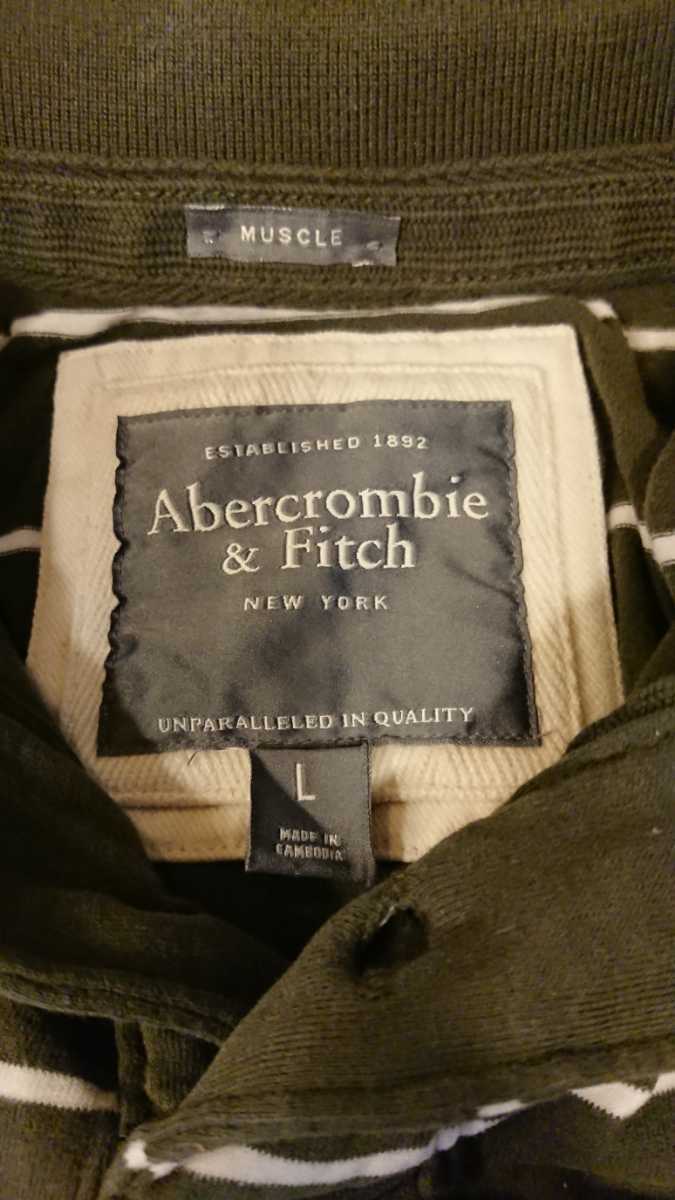 MUSCLE
ESTABLISHED 1892
Abercrombie
& Fitch
NEW YORK
UNPARALLELED IN QUALITY
L
MADE IN
CAMBODIA